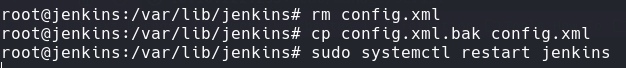 root@jenkins:/var/lib/jenkins# rm config.xml
root@jenkins:/var/lib/jenkins# cp config.xml.bak config.xml
root@jenkins:/var/lib/jenkins# sudo systemctl restart jenkins